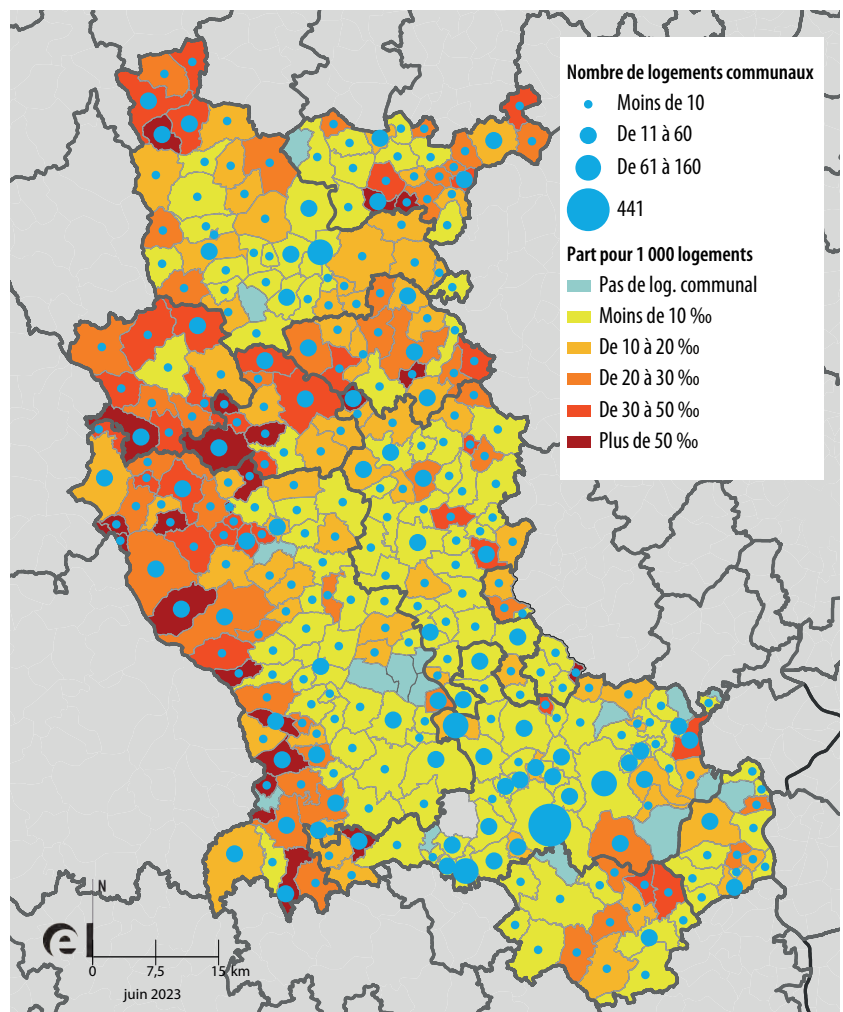 Nombre de logements communaux
Moins de 10
De 11 à 60
De 61 à 160
441
Part pour 1 000 logements
Pas de log. communal
Moins de 10 ‰
De 10 à 20 ‰
De 20 à 30 ‰
De 30 à 50 ‰
Plus de 50 ‰
N
el
0 7,5 15 km
juin 2023